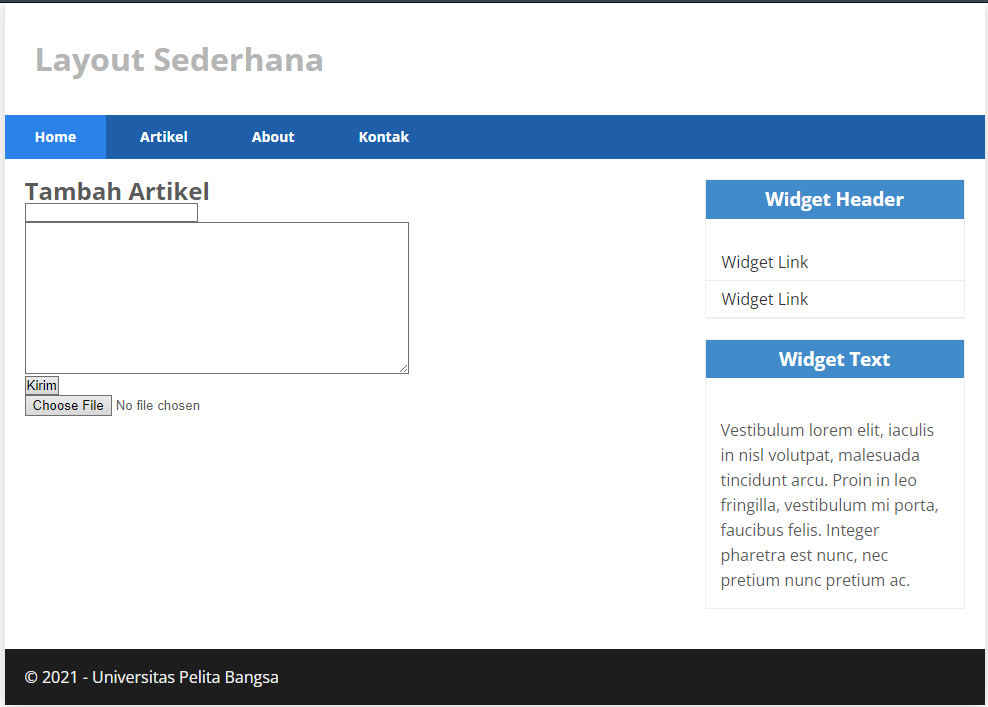 Layout Sederhana
Home Artikel About Kontak
Tambah Artikel
Kirim
Choose File No file chosen
Widget Header
Widget Link
Widget Link
Widget Text
Vestibulum lorem elit, iaculis
in nisl volutpat, malesuada
tincidunt arcu. Proin in leo
fringilla, vestibulum mi porta,
faucibus felis. Integer
pharetra est nunc, nec
pretium nunc pretium ac.
© 2021 - Universitas Pelita Bangsa